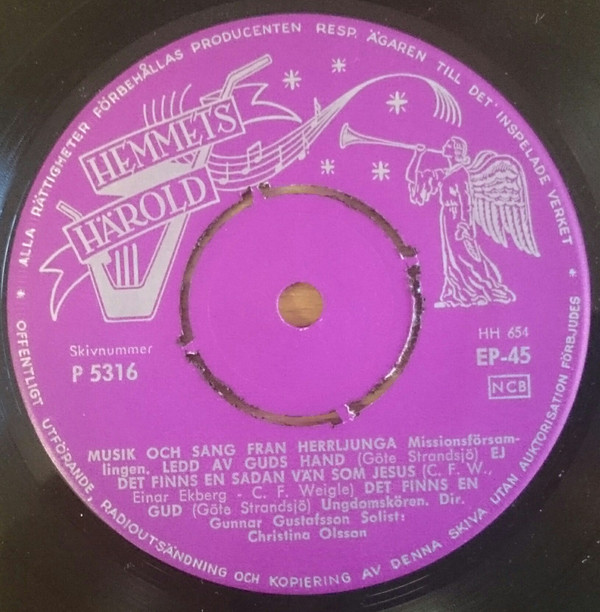 * ALLA RÄTTIGHETER FÖRBEHÅLLAS PRODUCENTEN RESP. ÄGAREN TILL DET INSPELADE VERKET *
HEMMETS
HÄROLD
Skivnummer
P 5316
HH 654
EP-45
NCB
MUSIK OCH SANG FRAN HERRLJUNGA Missionsförsam-
lingen. LEDD AV GUDS HAND (Göte Strandsjö) EJ
DET FINNS EN SADAN VÄN SOM JESUS (C. F. W.,
Einar Ekberg - C. F. Weigle) DET FINNS EN
GUD (Göte Strandsjö) Ungdomskören. Dir.
Gunnar Gustafsson Solist:
Christina Olsson
OFFENTLIGT UTFÖRANDE, RADIOUTSÄNDNING OCH KOPIERING AV DENNA SKIVA UTAN AUKTORISATION FÖRBJUDES